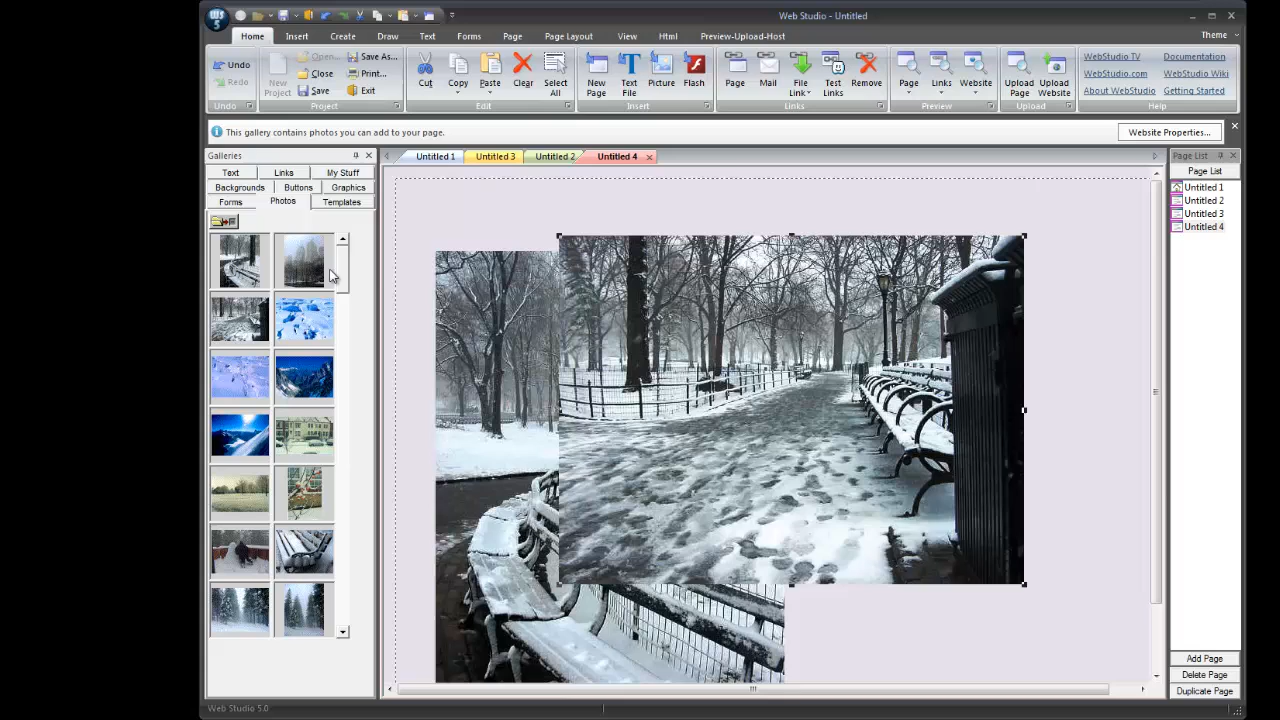 WS 5
Web Studio - Untitled
Home Insert Create Draw Text Forms Page Page Layout View Links Html Preview-Upload-Host Theme
Undo
Redo
New Project
Open...
Close
Save
Save As...
Print...
Exit
Cut
Copy
Paste
Clear
Select All
New Page
Text File
Picture
Flash
Page
Mail
File Link
Test Links
Remove
Page
Links
Website
Upload Page
Upload Website
WebStudio TV
WebStudio.com
About WebStudio
Documentation
WebStudio Wiki
Getting Started
Undo Project Edit Insert Links Preview Upload Help
This gallery contains photos you can add to your page.
Website Properties...
Galleries
Text Links My Stuff
Backgrounds Buttons Graphics
Forms Photos Templates
Untitled 1 Untitled 3 Untitled 2 Untitled 4
Page List
Page List
Untitled 1
Untitled 2
Untitled 3
Untitled 4
Add Page
Delete Page
Duplicate Page
Web Studio 5.0